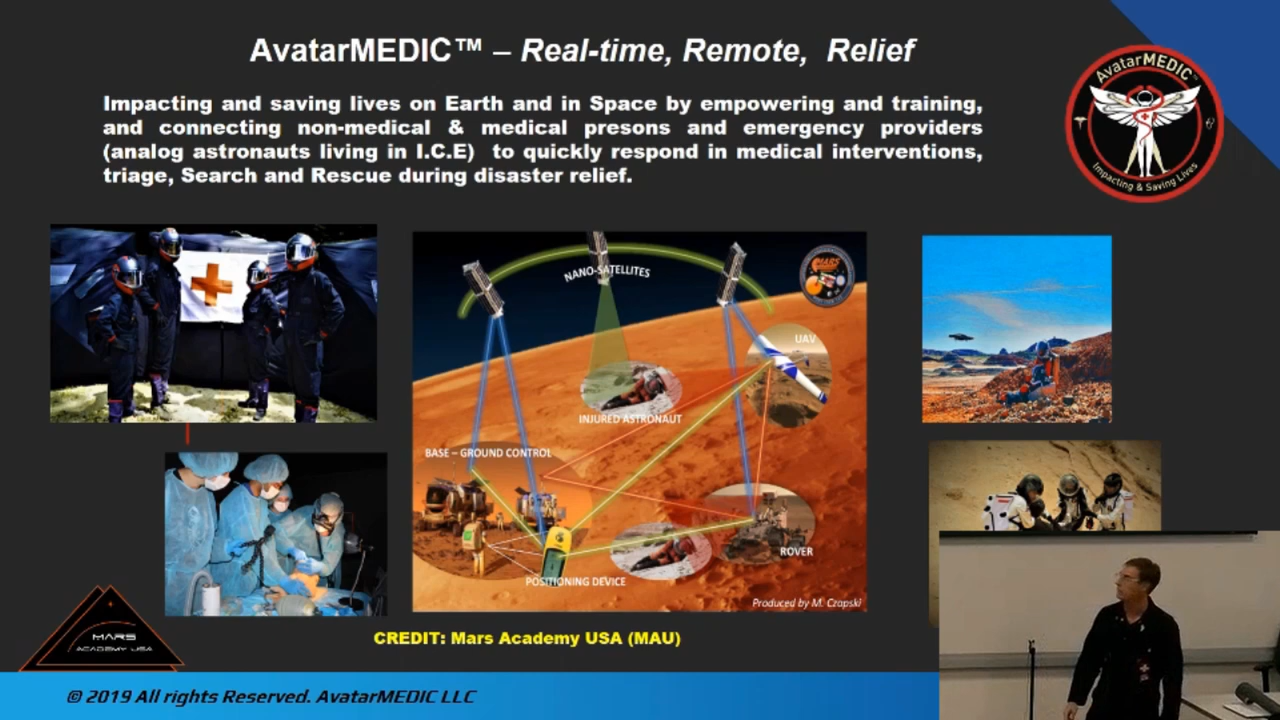 AvatarMEDIC™ – Real-time, Remote, Relief
Impacting and saving lives on Earth and in Space by empowering and training,
and connecting non-medical & medical presons and emergency providers
(analog astronauts living in I.C.E) to quickly respond in medical interventions,
triage, Search and Rescue during disaster relief.
AvatarMEDIC™
Impacting & Saving Lives
NANO-SATELLITES
MARS
UAV
INJURED ASTRONAUT
BASE – GROUND CONTROL
ROVER
POSITIONING DEVICE
Produced by M. Czapski
MARS
ACADEMY USA
CREDIT: Mars Academy USA (MAU)
© 2019 All rights Reserved. AvatarMEDIC LLC